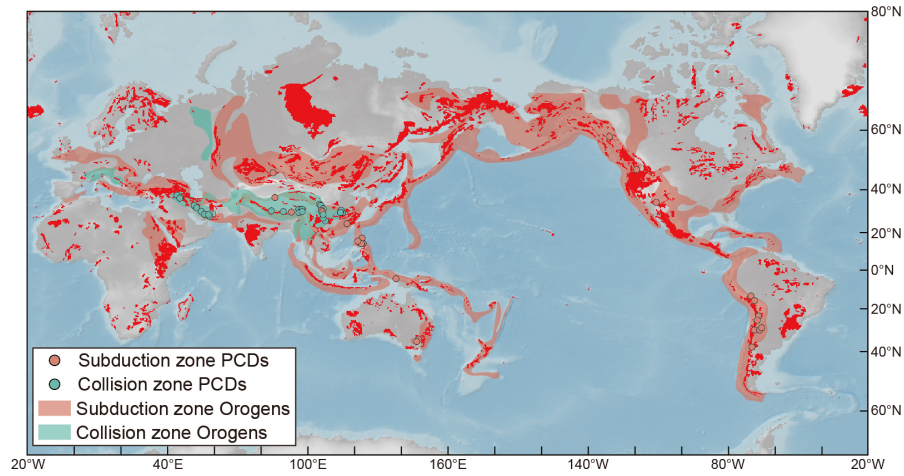 80°N
60°N
40°N
20°N
0°N
20°S
40°S
60°S
Subduction zone PCDs
Collision zone PCDs
Subduction zone Orogens
Collision zone Orogens
20°W 40°E 100°E 160°E 140°W 80°W 20°W